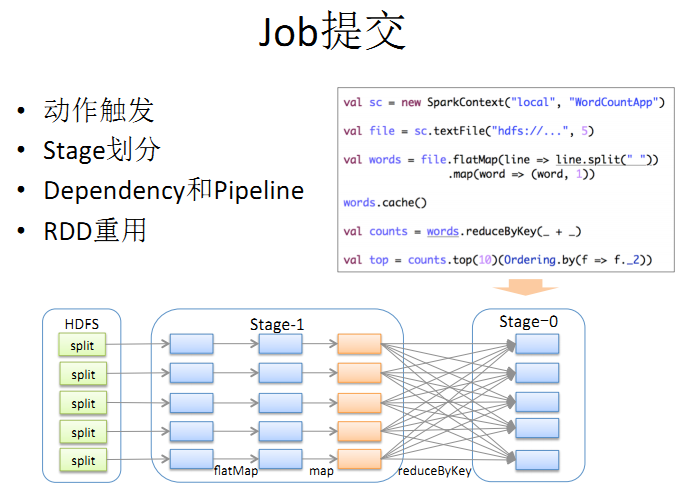 Job提交
• 动作触发
• Stage划分
• Dependency和Pipeline
• RDD重用
val sc = new SparkContext("local", "WordCountApp")
val file = sc.textFile("hdfs://...", 5)
val words = file.flatMap(line => line.split(" "))
.map(word => (word, 1))
words.cache()
val counts = words.reduceByKey(_ + _)
val top = counts.top(10)(Ordering.by(f => f._2))
HDFS
split
split
split
split
split
Stage-1
flatMap
map
reduceByKey
Stage-0